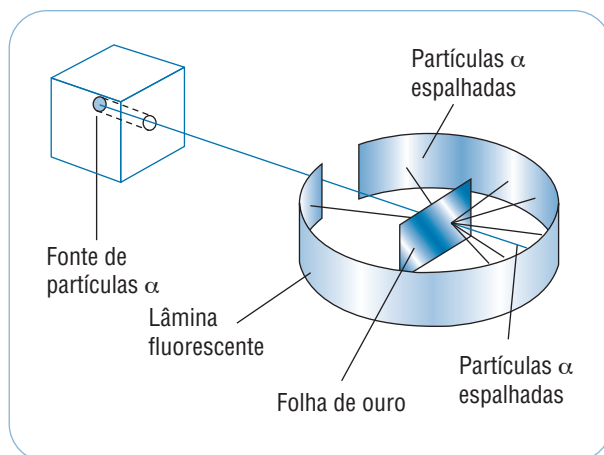 Partículas α
espalhadas
Fonte de
partículas α
Lâmina
fluorescente
Folha de ouro
Partículas α
espalhadas